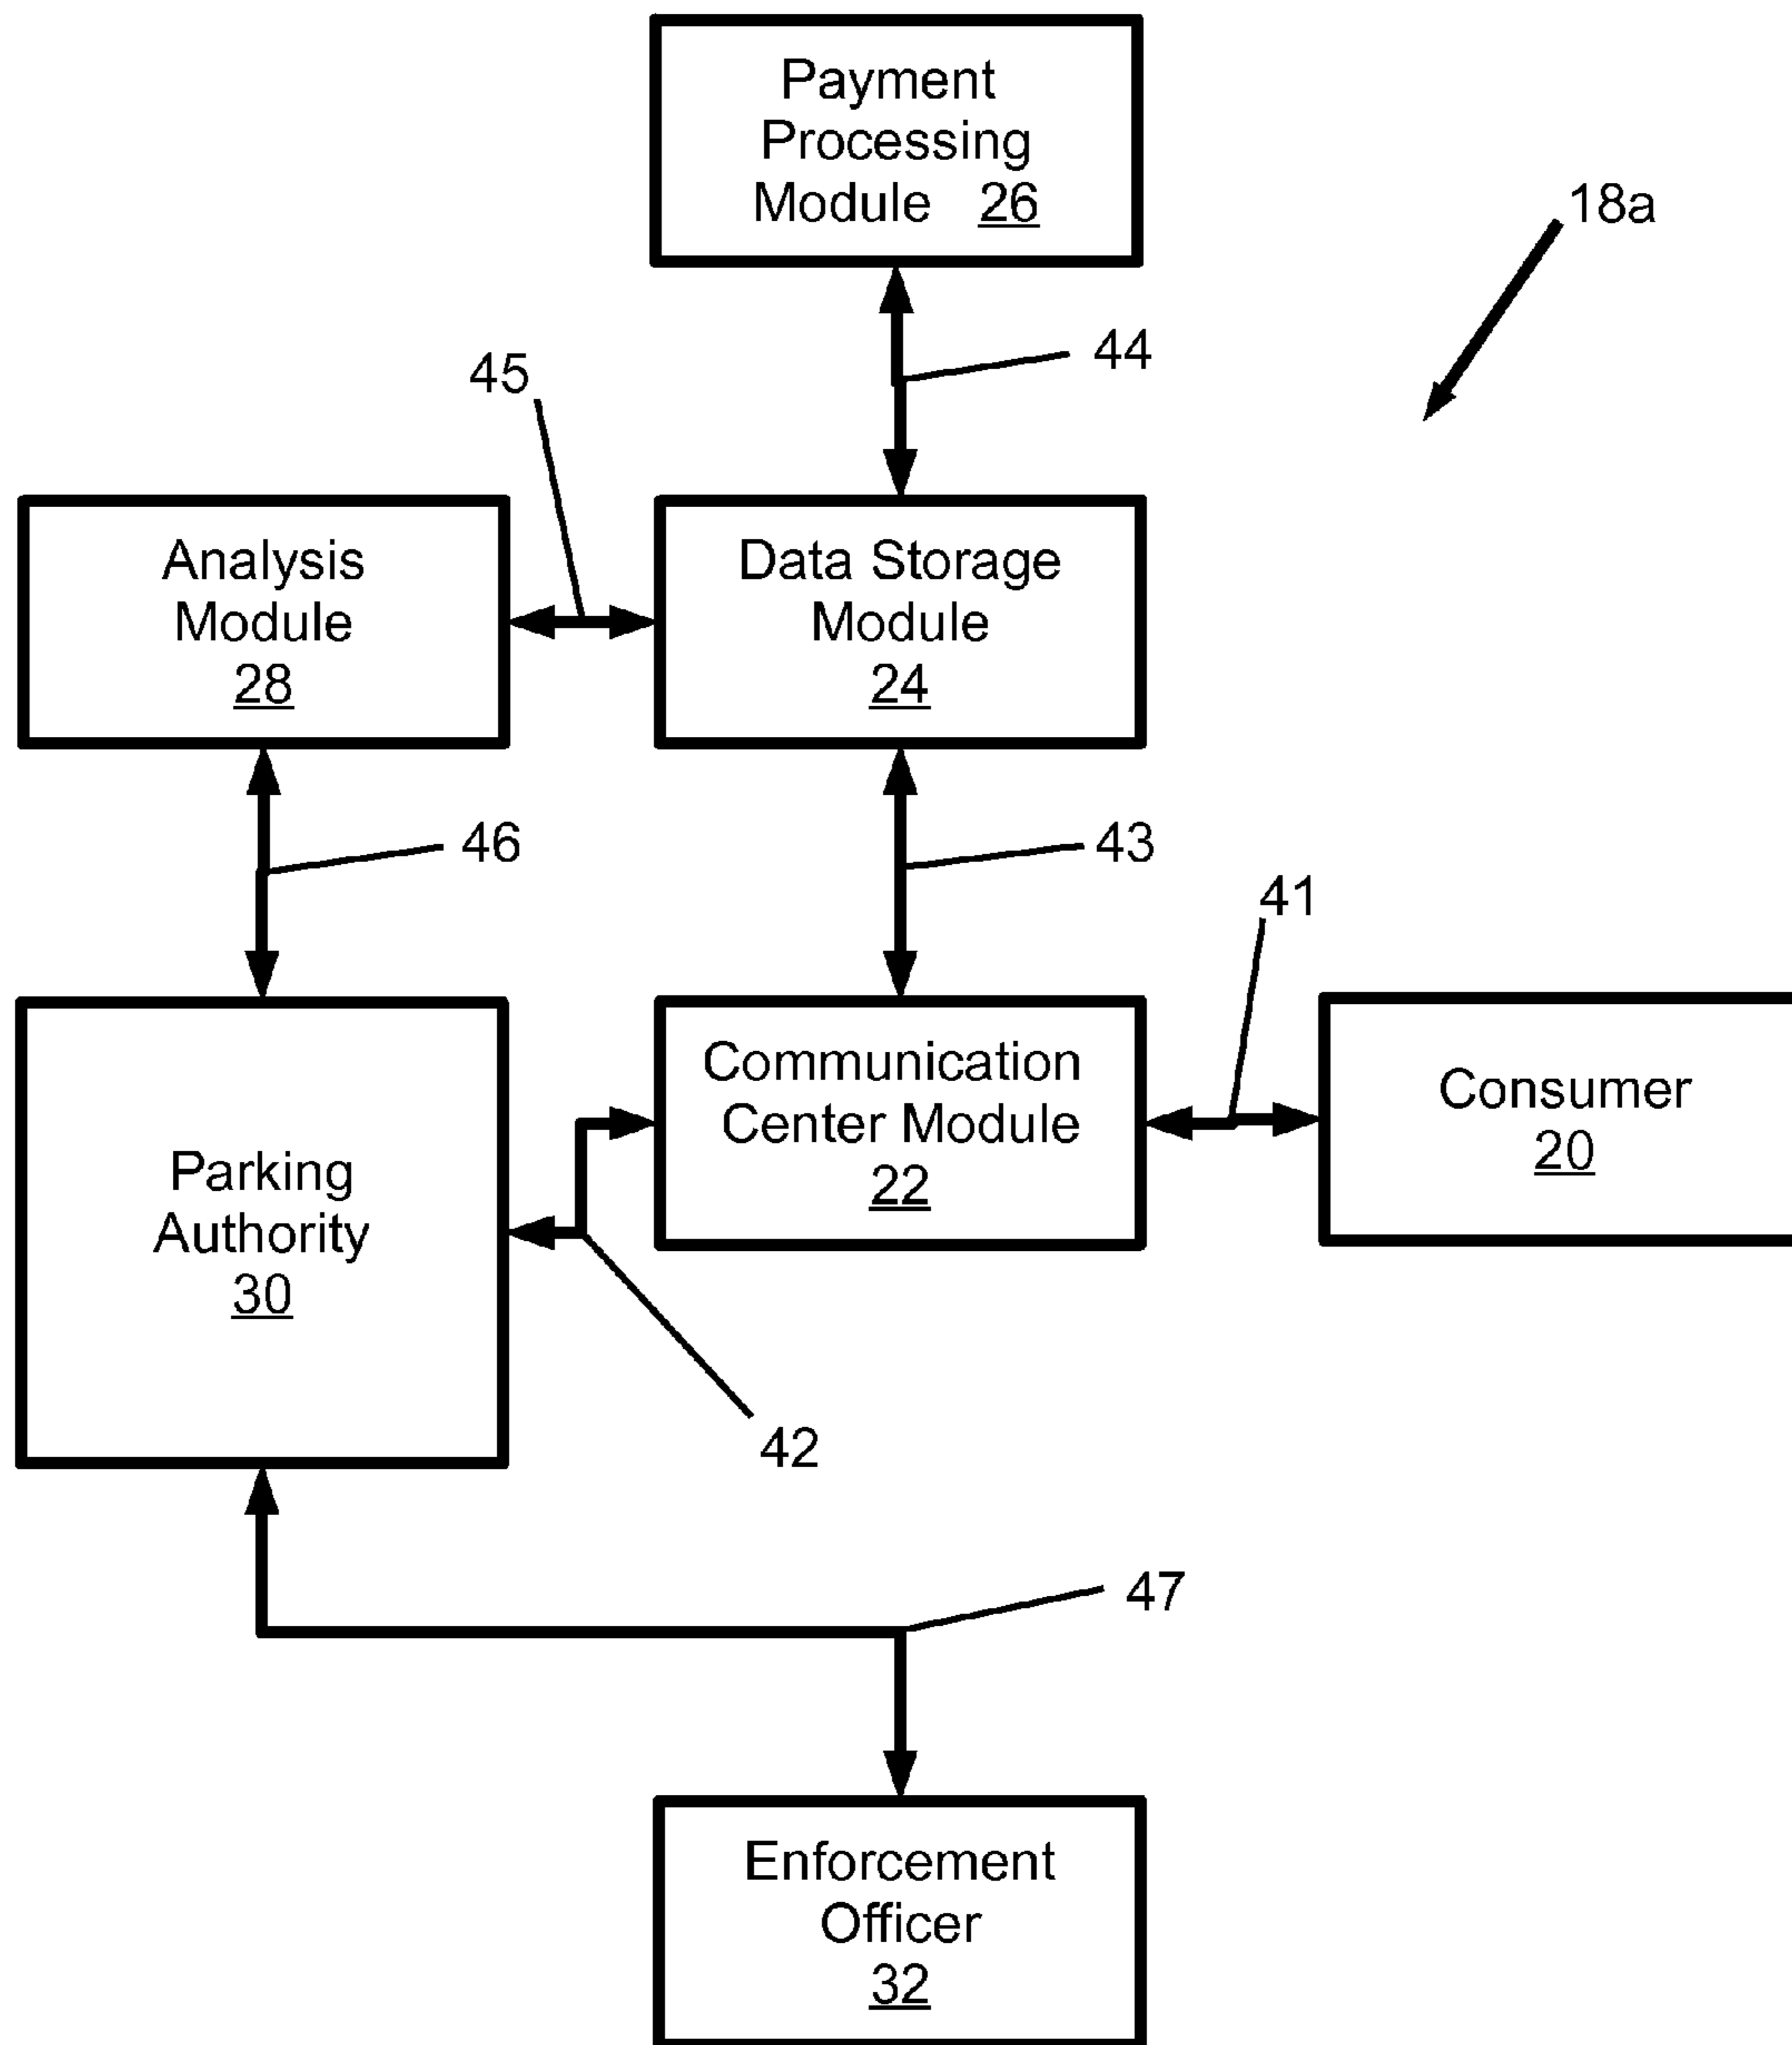 Payment
Processing
Module 26
18a
44
45
Analysis
Module
28
Data Storage
Module
24
46
43
41
Parking
Authority
30
Communication
Center Module
22
Consumer
20
42
47
Enforcement
Officer
32